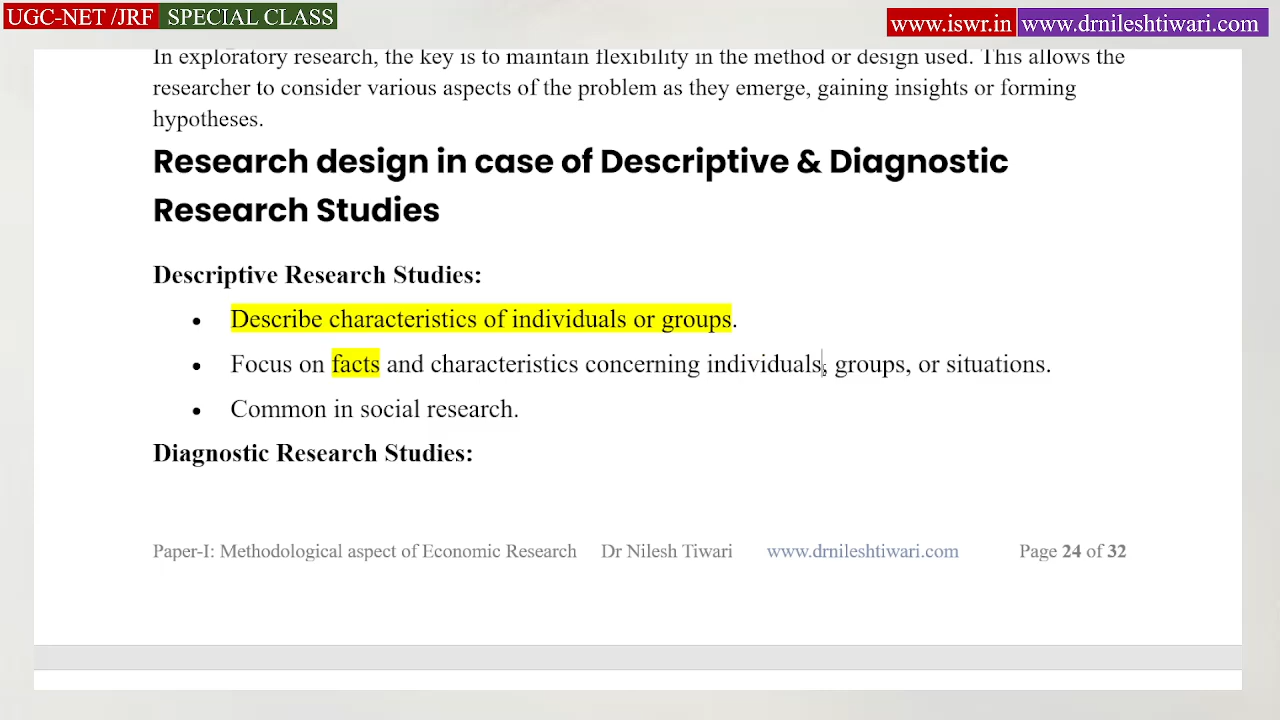 UGC-NET /JRF SPECIAL CLASS
www.iswr.in www.drnileshtiwari.com
In exploratory research, the key is to maintain flexibility in the method or design used. This allows the
researcher to consider various aspects of the problem as they emerge, gaining insights or forming
hypotheses.
Research design in case of Descriptive & Diagnostic
Research Studies
Descriptive Research Studies:
• Describe characteristics of individuals or groups.
• Focus on facts and characteristics concerning individuals, groups, or situations.
• Common in social research.
Diagnostic Research Studies:
Paper-I: Methodological aspect of Economic Research Dr Nilesh Tiwari www.drnileshtiwari.com Page 24 of 32